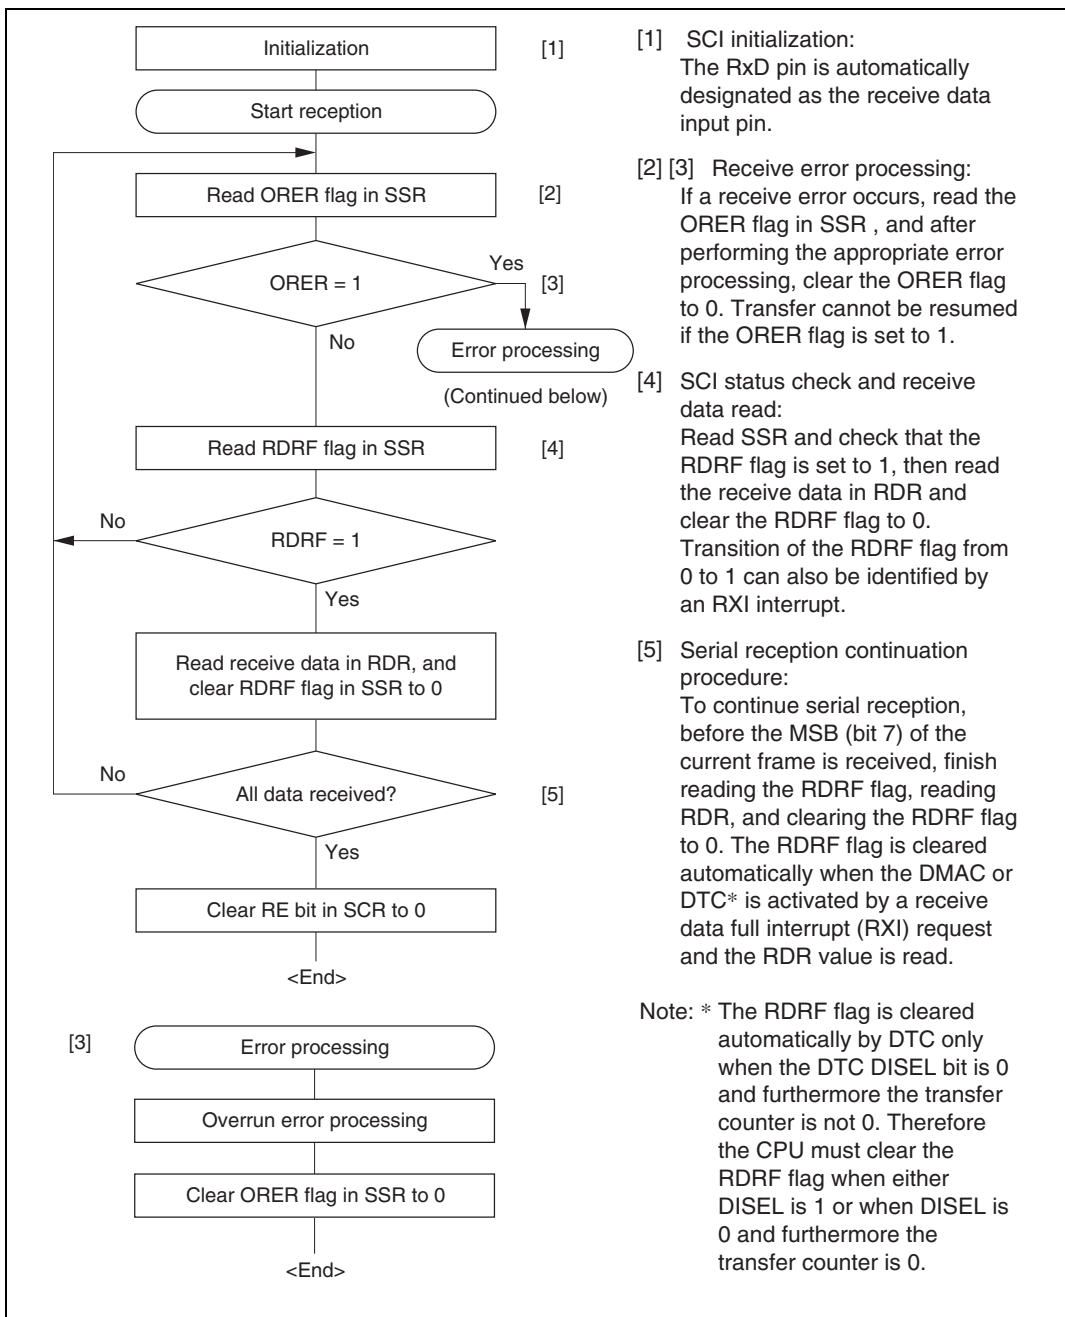 Initialization [1]
Start reception
Read ORER flag in SSR [2]
ORER = 1
Yes
[3]
No
Error processing
(Continued below)
Read RDRF flag in SSR [4]
No
RDRF = 1
Yes
Read receive data in RDR, and
clear RDRF flag in SSR to 0
No
All data received? [5]
Yes
Clear RE bit in SCR to 0
<End>
[3] Error processing
Overrun error processing
Clear ORER flag in SSR to 0
<End>
[1] SCI initialization:
The RxD pin is automatically
designated as the receive data
input pin.
[2] [3] Receive error processing:
If a receive error occurs, read the
ORER flag in SSR , and after
performing the appropriate error
processing, clear the ORER flag
to 0. Transfer cannot be resumed
if the ORER flag is set to 1.
[4] SCI status check and receive
data read:
Read SSR and check that the
RDRF flag is set to 1, then read
the receive data in RDR and
clear the RDRF flag to 0.
Transition of the RDRF flag from
0 to 1 can also be identified by
an RXI interrupt.
[5] Serial reception continuation
procedure:
To continue serial reception,
before the MSB (bit 7) of the
current frame is received, finish
reading the RDRF flag, reading
RDR, and clearing the RDRF flag
to 0. The RDRF flag is cleared
automatically when the DMAC or
DTC* is activated by a receive
data full interrupt (RXI) request
and the RDR value is read.
Note: * The RDRF flag is cleared
automatically by DTC only
when the DTC DISEL bit is 0
and furthermore the transfer
counter is not 0. Therefore
the CPU must clear the
RDRF flag when either
DISEL is 1 or when DISEL is
0 and furthermore the
transfer counter is 0.